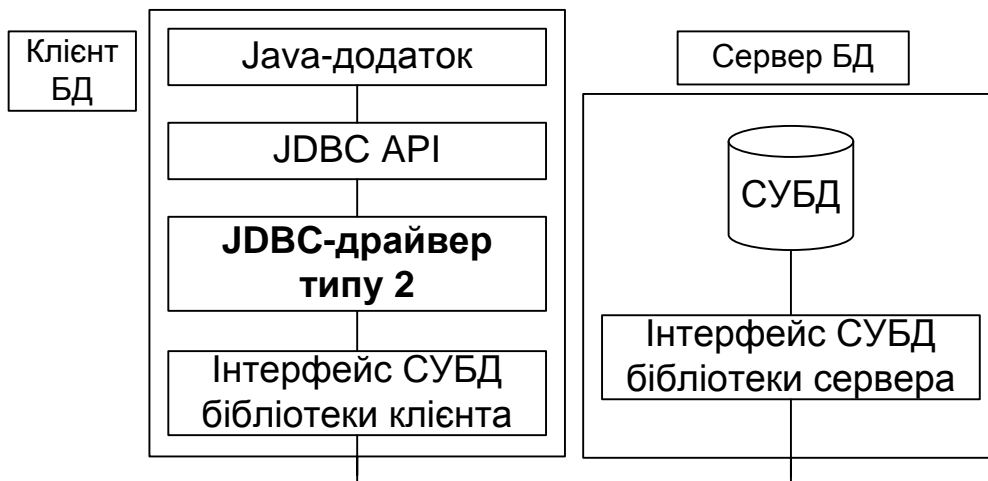 Клієнт
БД
Java-додаток
JDBC API
JDBC-драйвер
типу 2
Інтерфейс СУБД
бібліотеки клієнта
Сервер БД
СУБД
Інтерфейс СУБД
бібліотеки сервера